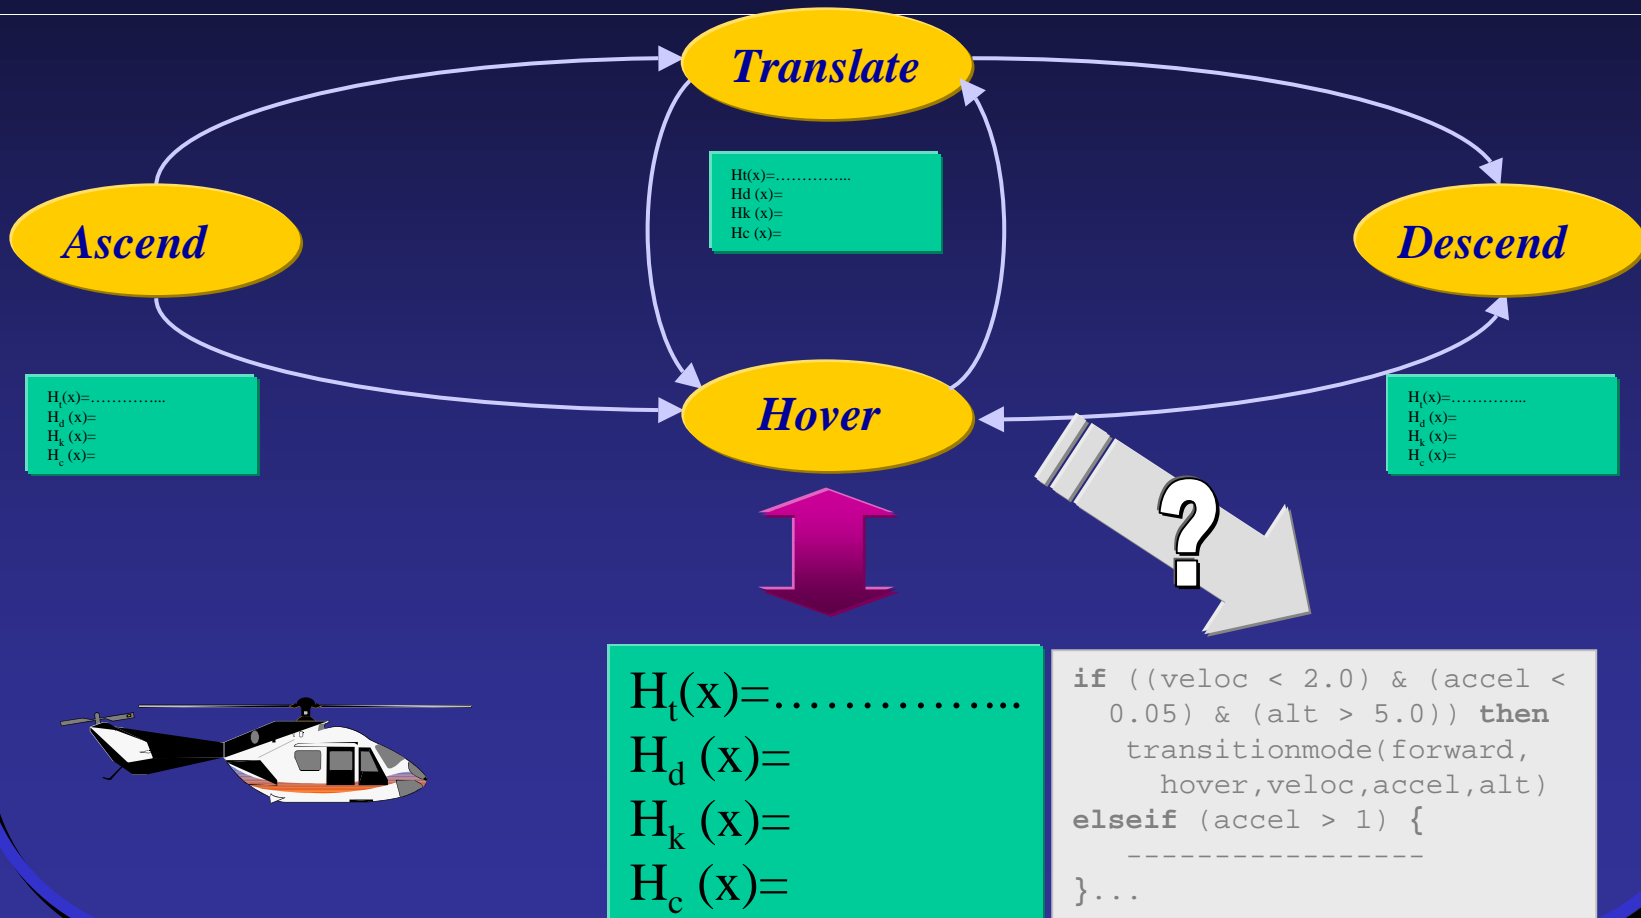 Translate
Ht(x)=…………...
Hd (x)=
Hk (x)=
Hc (x)=
Ascend
Descend
Hover
Ht(x)=…………...
Hd (x)=
Hk (x)=
Hc (x)=
Ht(x)=…………...
Hd (x)=
Hk (x)=
Hc (x)=
?
Ht(x)=…………...
Hd (x)=
Hk (x)=
Hc (x)=
if ((veloc < 2.0) & (accel <
0.05) & (alt > 5.0)) then
transitionmode(forward,
hover,veloc,accel,alt)
elseif (accel > 1) {
-----------------
}...